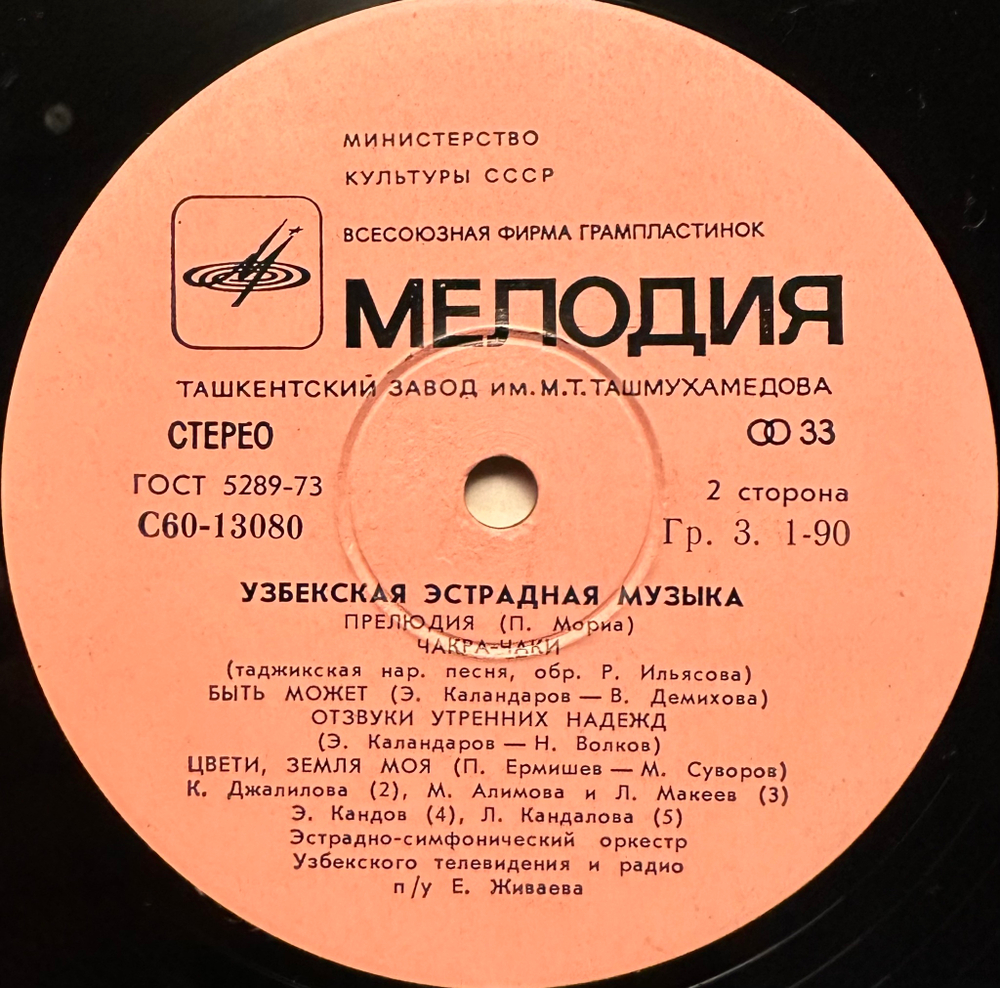 МИНИСТЕРСТВО
КУЛЬТУРЫ СССР
ВСЕСОЮЗНАЯ ФИРМА ГРАМПЛАСТИНОК
МЕЛОДИЯ
ТАШКЕНТСКИЙ ЗАВОД им. М.Т. ТАШМУХАМЕДОВА
СТЕРЕО
33
ГОСТ 5289-73
2 сторона
С60-13080
Гр. 3. 1-90
УЗБЕКСКАЯ ЭСТРАДНАЯ МУЗЫКА
ПРЕЛЮДИЯ (П. Мориа)
ЧАКРА-ЧАКИ
(таджикская нар. песня, обр. Р. Ильясова)
БЫТЬ МОЖЕТ (Э. Каландаров — В. Демихова)
ОТЗВУКИ УТРЕННИХ НАДЕЖД
(Э. Каландаров — Н. Волков)
ЦВЕТИ, ЗЕМЛЯ МОЯ (П. Ермишев — М. Суворов)
К. Джалилова (2), М. Алимова и Л. Макеев (3)
Э. Кандов (4), Л. Кандалова (5)
Эстрадно-симфонический оркестр
Узбекского телевидения и радио
п/у Е. Живаева